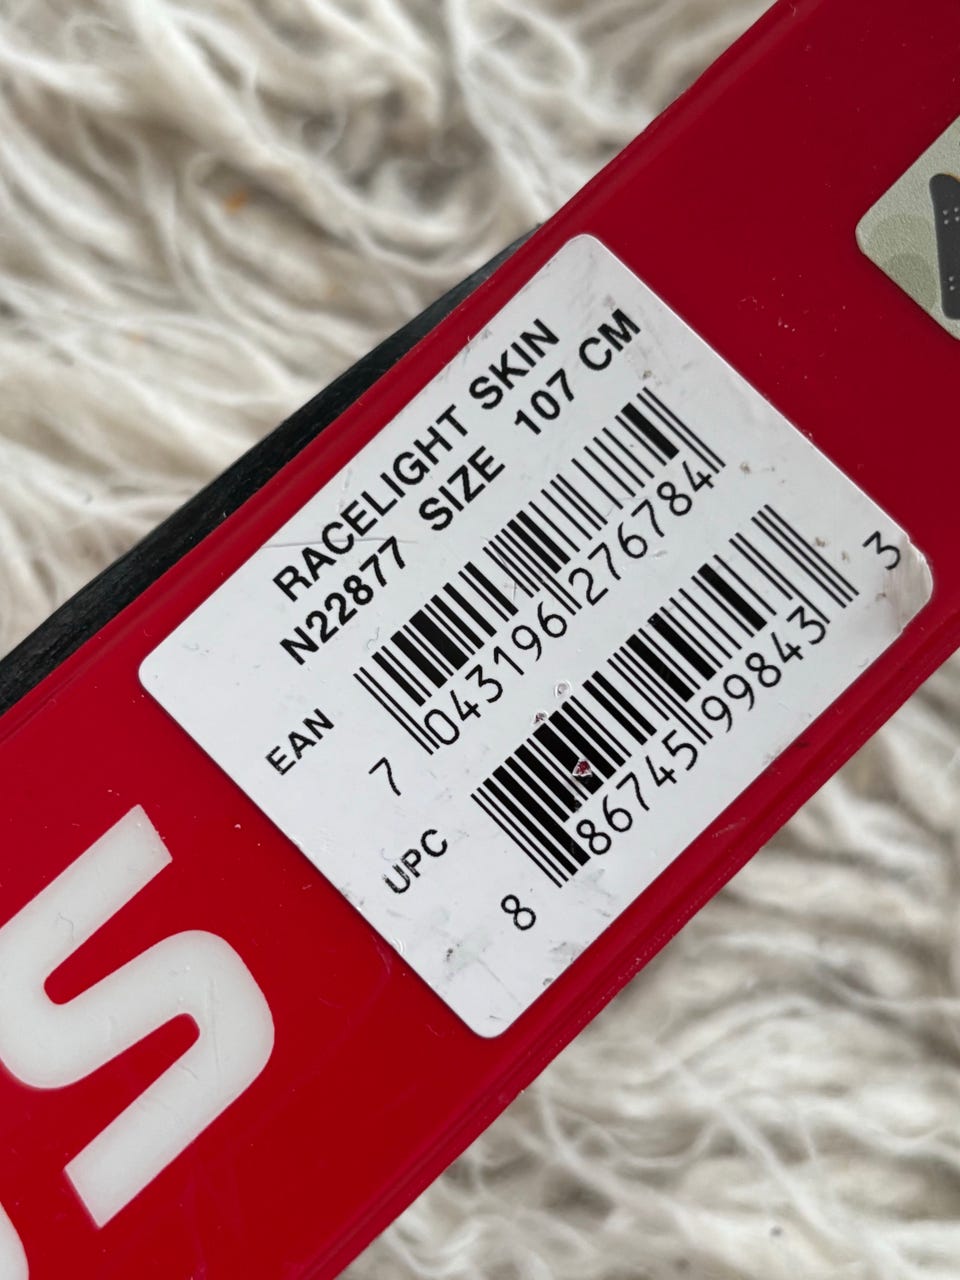 RACELIGHT SKIN
N22877 SIZE 107 CM
EAN
7 043196 276784
UPC
8 86745 99843 3
S